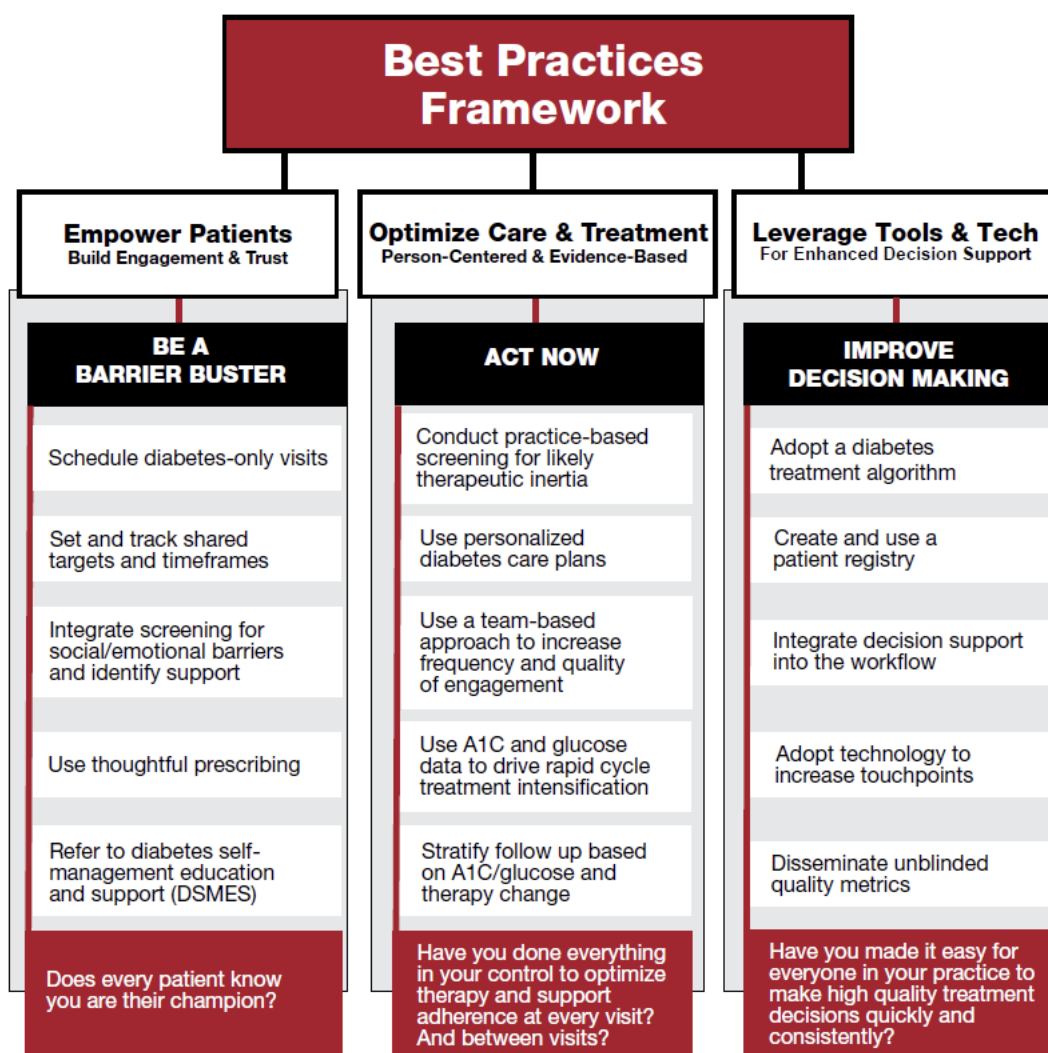 Best Practices
Framework
Empower Patients
Build Engagement & Trust
BE A
BARRIER BUSTER
Schedule diabetes-only visits
Set and track shared
targets and timeframes
Integrate screening for
social/emotional barriers
and identify support
Use thoughtful prescribing
Refer to diabetes self-
management education
and support (DSMES)
Does every patient know
you are their champion?
Optimize Care & Treatment
Person-Centered & Evidence-Based
ACT NOW
Conduct practice-based
screening for likely
therapeutic inertia
Use personalized
diabetes care plans
Use a team-based
approach to increase
frequency and quality
of engagement
Use A1C and glucose
data to drive rapid cycle
treatment intensification
Stratify follow up based
on A1C/glucose and
therapy change
Have you done everything
in your control to optimize
therapy and support
adherence at every visit?
And between visits?
Leverage Tools & Tech
For Enhanced Decision Support
IMPROVE
DECISION MAKING
Adopt a diabetes
treatment algorithm
Create and use a
patient registry
Integrate decision support
into the workflow
Adopt technology to
increase touchpoints
Disseminate unblinded
quality metrics
Have you made it easy for
everyone in your practice to
make high quality treatment
decisions quickly and
consistently?